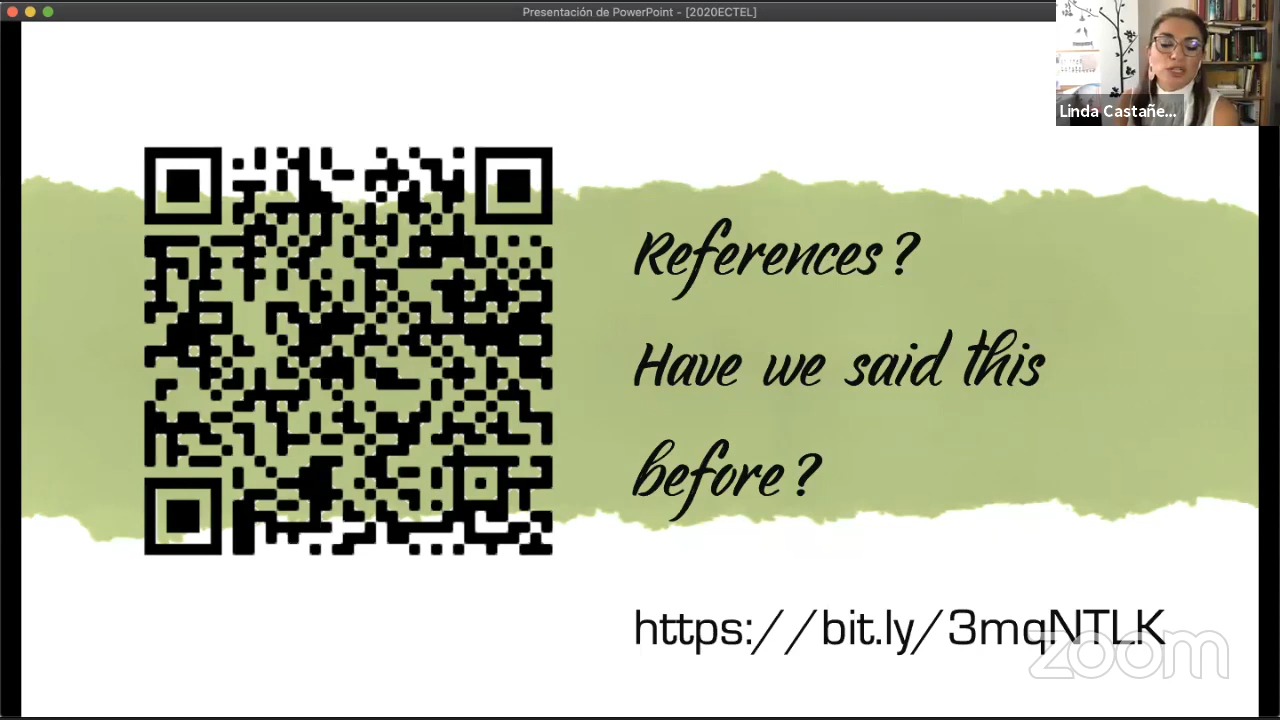 Presentación de PowerPoint - [2020ECTEL]
Linda Castañe...
References?
Have we said this
before?
https://bit.ly/3mqNTLK
zoom